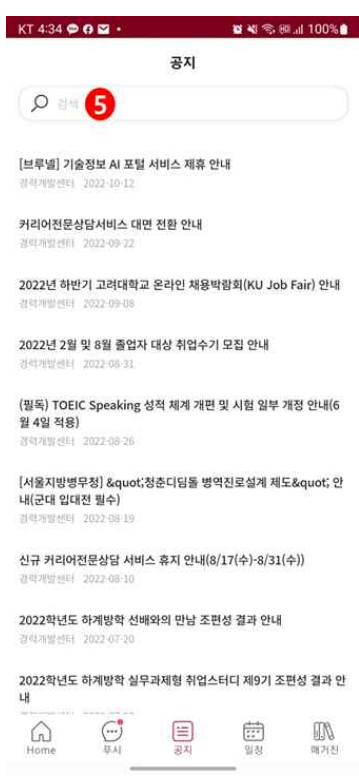 KT 4:34
100%
공지
검색 5
[브루넬] 기술정보 AI 포털 서비스 제휴 안내
경력개발센터 2022-10-12
커리어전문상담서비스 대면 전환 안내
경력개발센터 2022-09-22
2022년 하반기 고려대학교 온라인 채용박람회(KU Job Fair) 안내
경력개발센터 2022-09-08
2022년 2월 및 8월 졸업자 대상 취업수기 모집 안내
경력개발센터 2022-08-31
(필독) TOEIC Speaking 성적 체계 개편 및 시험 일부 개정 안내(6
월 4일 적용)
경력개발센터 2022-08-26
[서울지방병무청] &quot;청춘디딤돌 병역진로설계 제도&quot; 안
내(군대 입대전 필수)
경력개발센터 2022-08-19
신규 커리어전문상담 서비스 휴지 안내(8/17(수)-8/31(수))
경력개발센터 2022-08-10
2022학년도 하계방학 선배와의 만남 조편성 결과 안내
경력개발센터 2022-07-20
2022학년도 하계방학 실무과제형 취업스터디 제9기 조편성 결과 안
내
Home 푸시 공지 일정 매거진